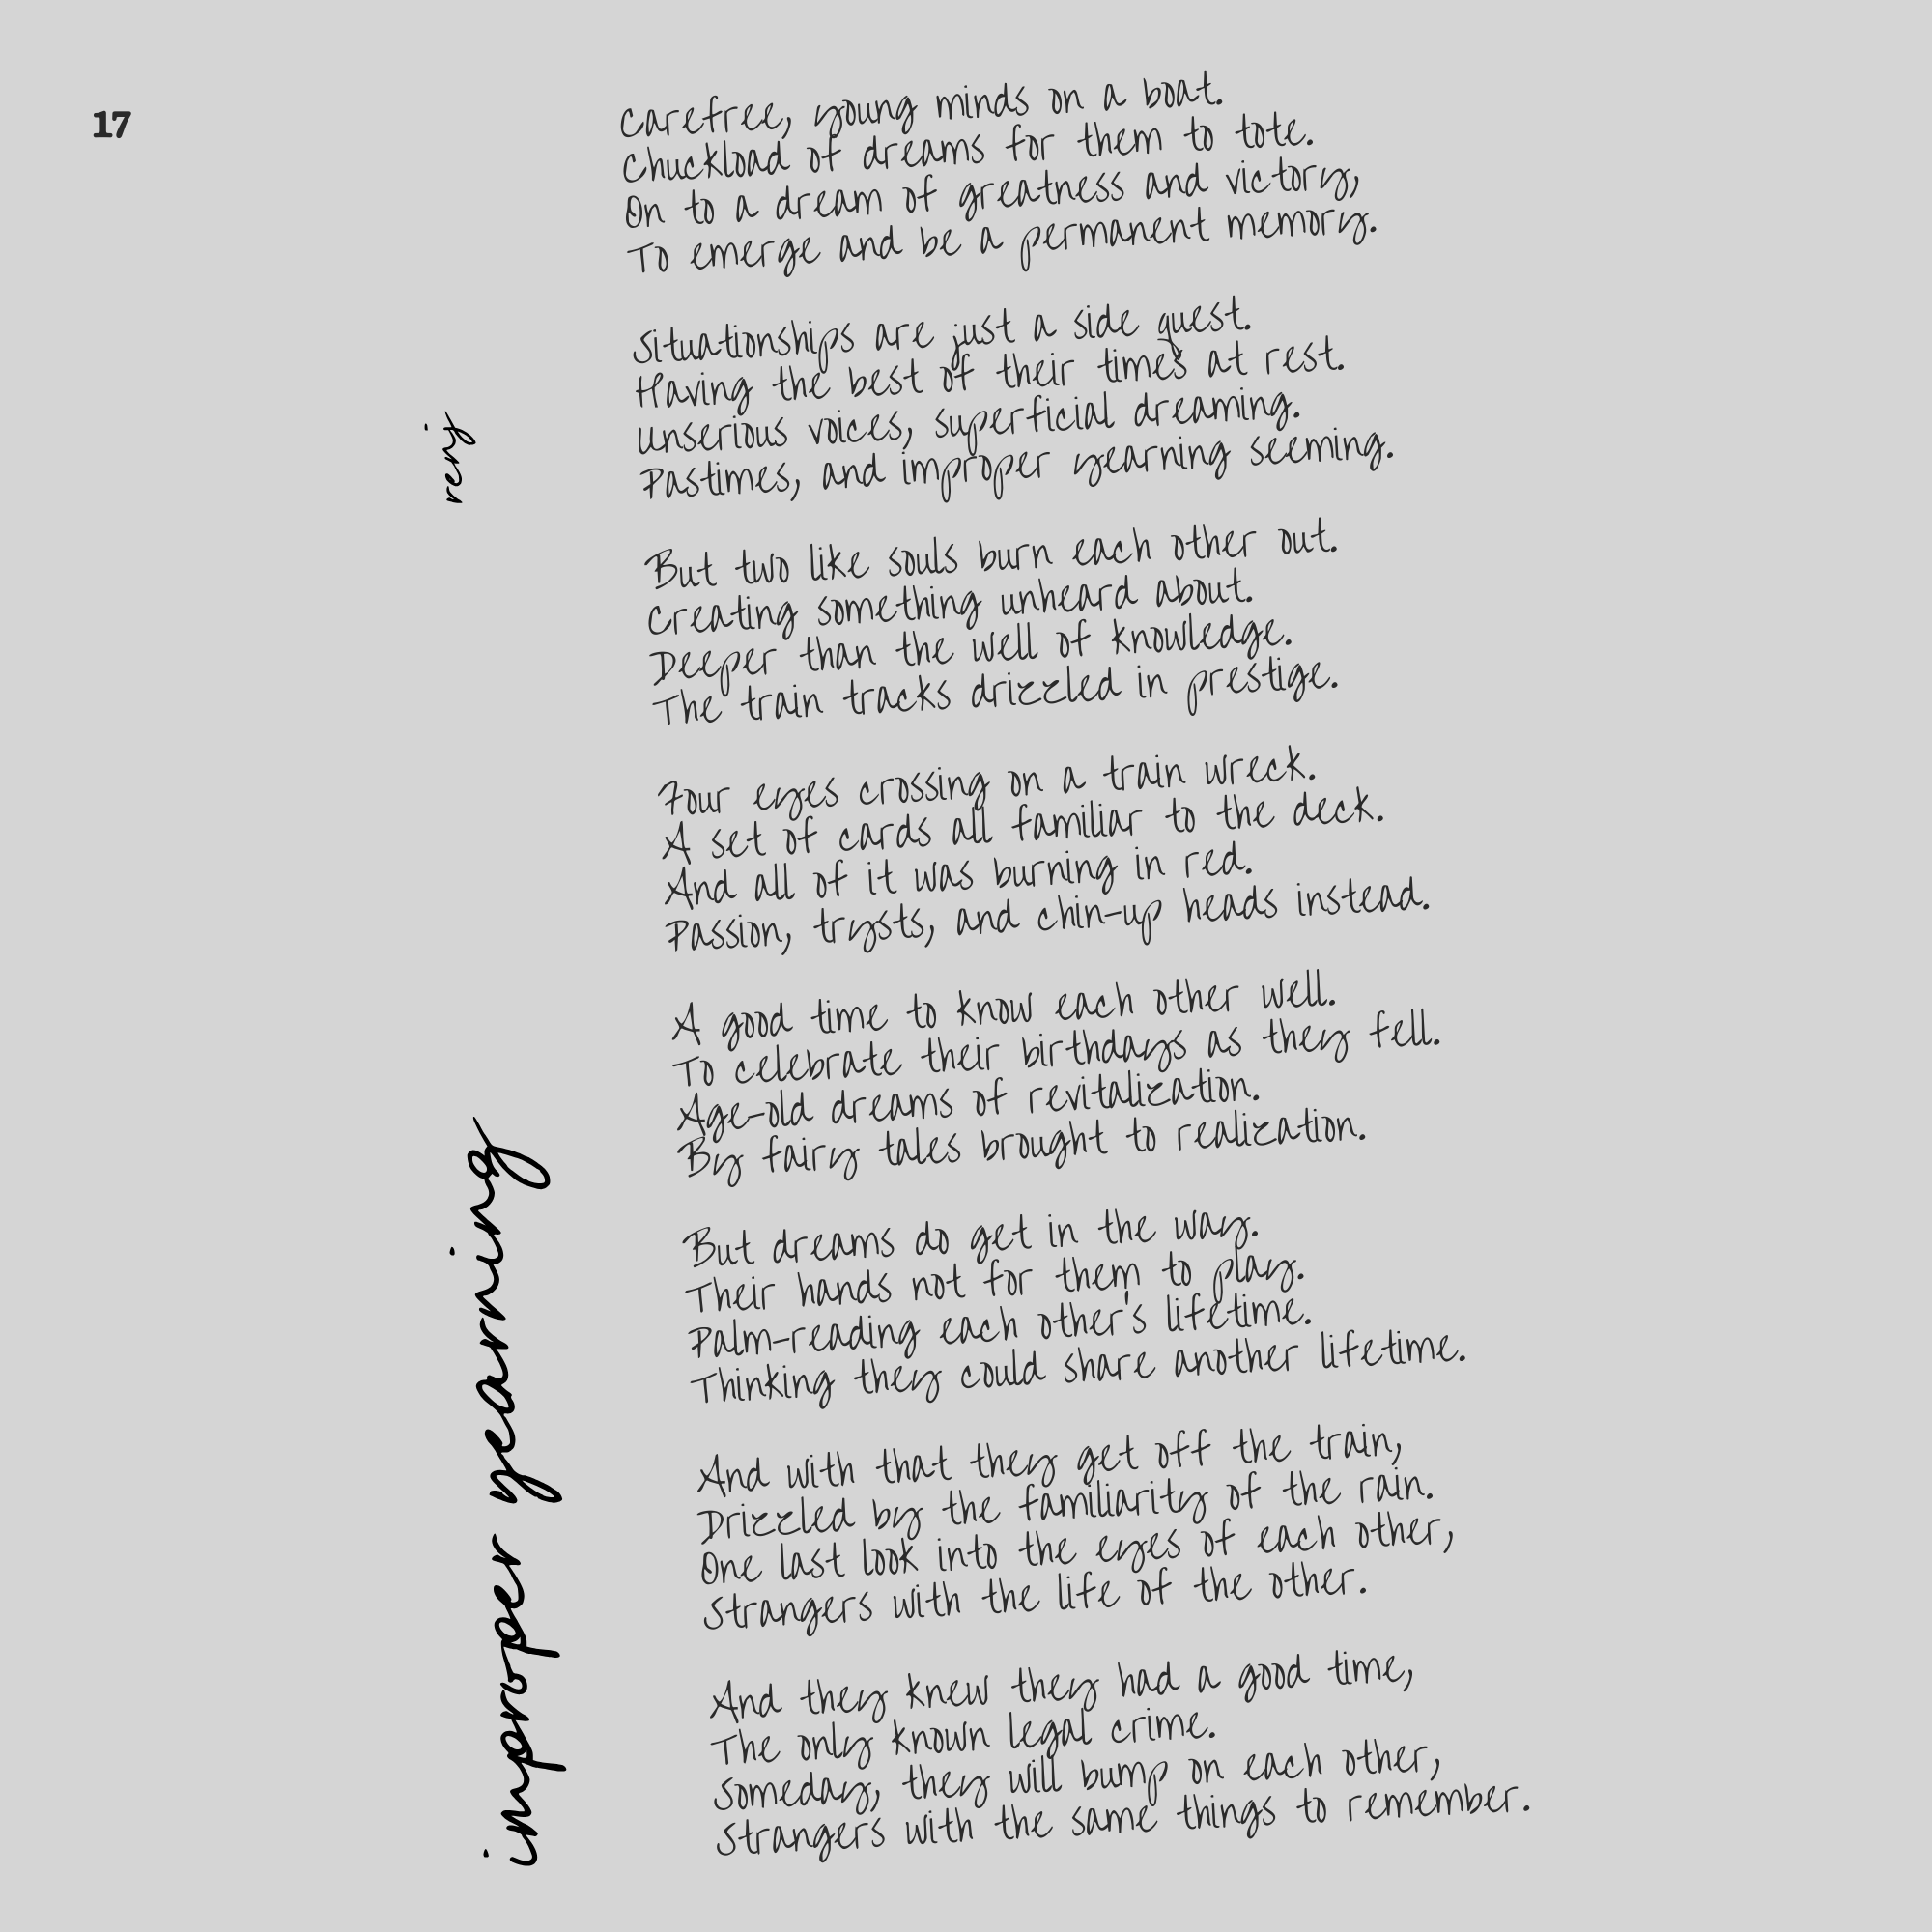 17
improper yearning
renji
Carefree, young minds on a boat.
Chuckload of dreams for them to tote.
On to a dream of greatness and victory,
To emerge and be a permanent memory.
Situationships are just a side quest.
Having the best of their times at rest.
Unserious voices, superficial dreaming.
Pastimes, and improper yearning seeming.
But two like souls burn each other out.
Creating something unheard about.
Deeper than the well of knowledge.
The train tracks drizzled in prestige.
Four eyes crossing on a train wreck.
A set of cards all familiar to the deck.
And all of it was burning in red.
Passion, trysts, and chin-up heads instead.
A good time to know each other well.
To celebrate their birthdays as they fell.
Age-old dreams of revitalization.
By fairy tales brought to realization.
But dreams do get in the way.
Their hands not for them to play.
Palm-reading each other's lifetime.
Thinking they could share another lifetime.
And with that they get off the train,
Drizzled by the familiarity of the rain.
One last look into the eyes of each other,
Strangers with the life of the other.
And they knew they had a good time,
The only known legal crime.
Someday, they will bump on each other,
Strangers with the same things to remember.